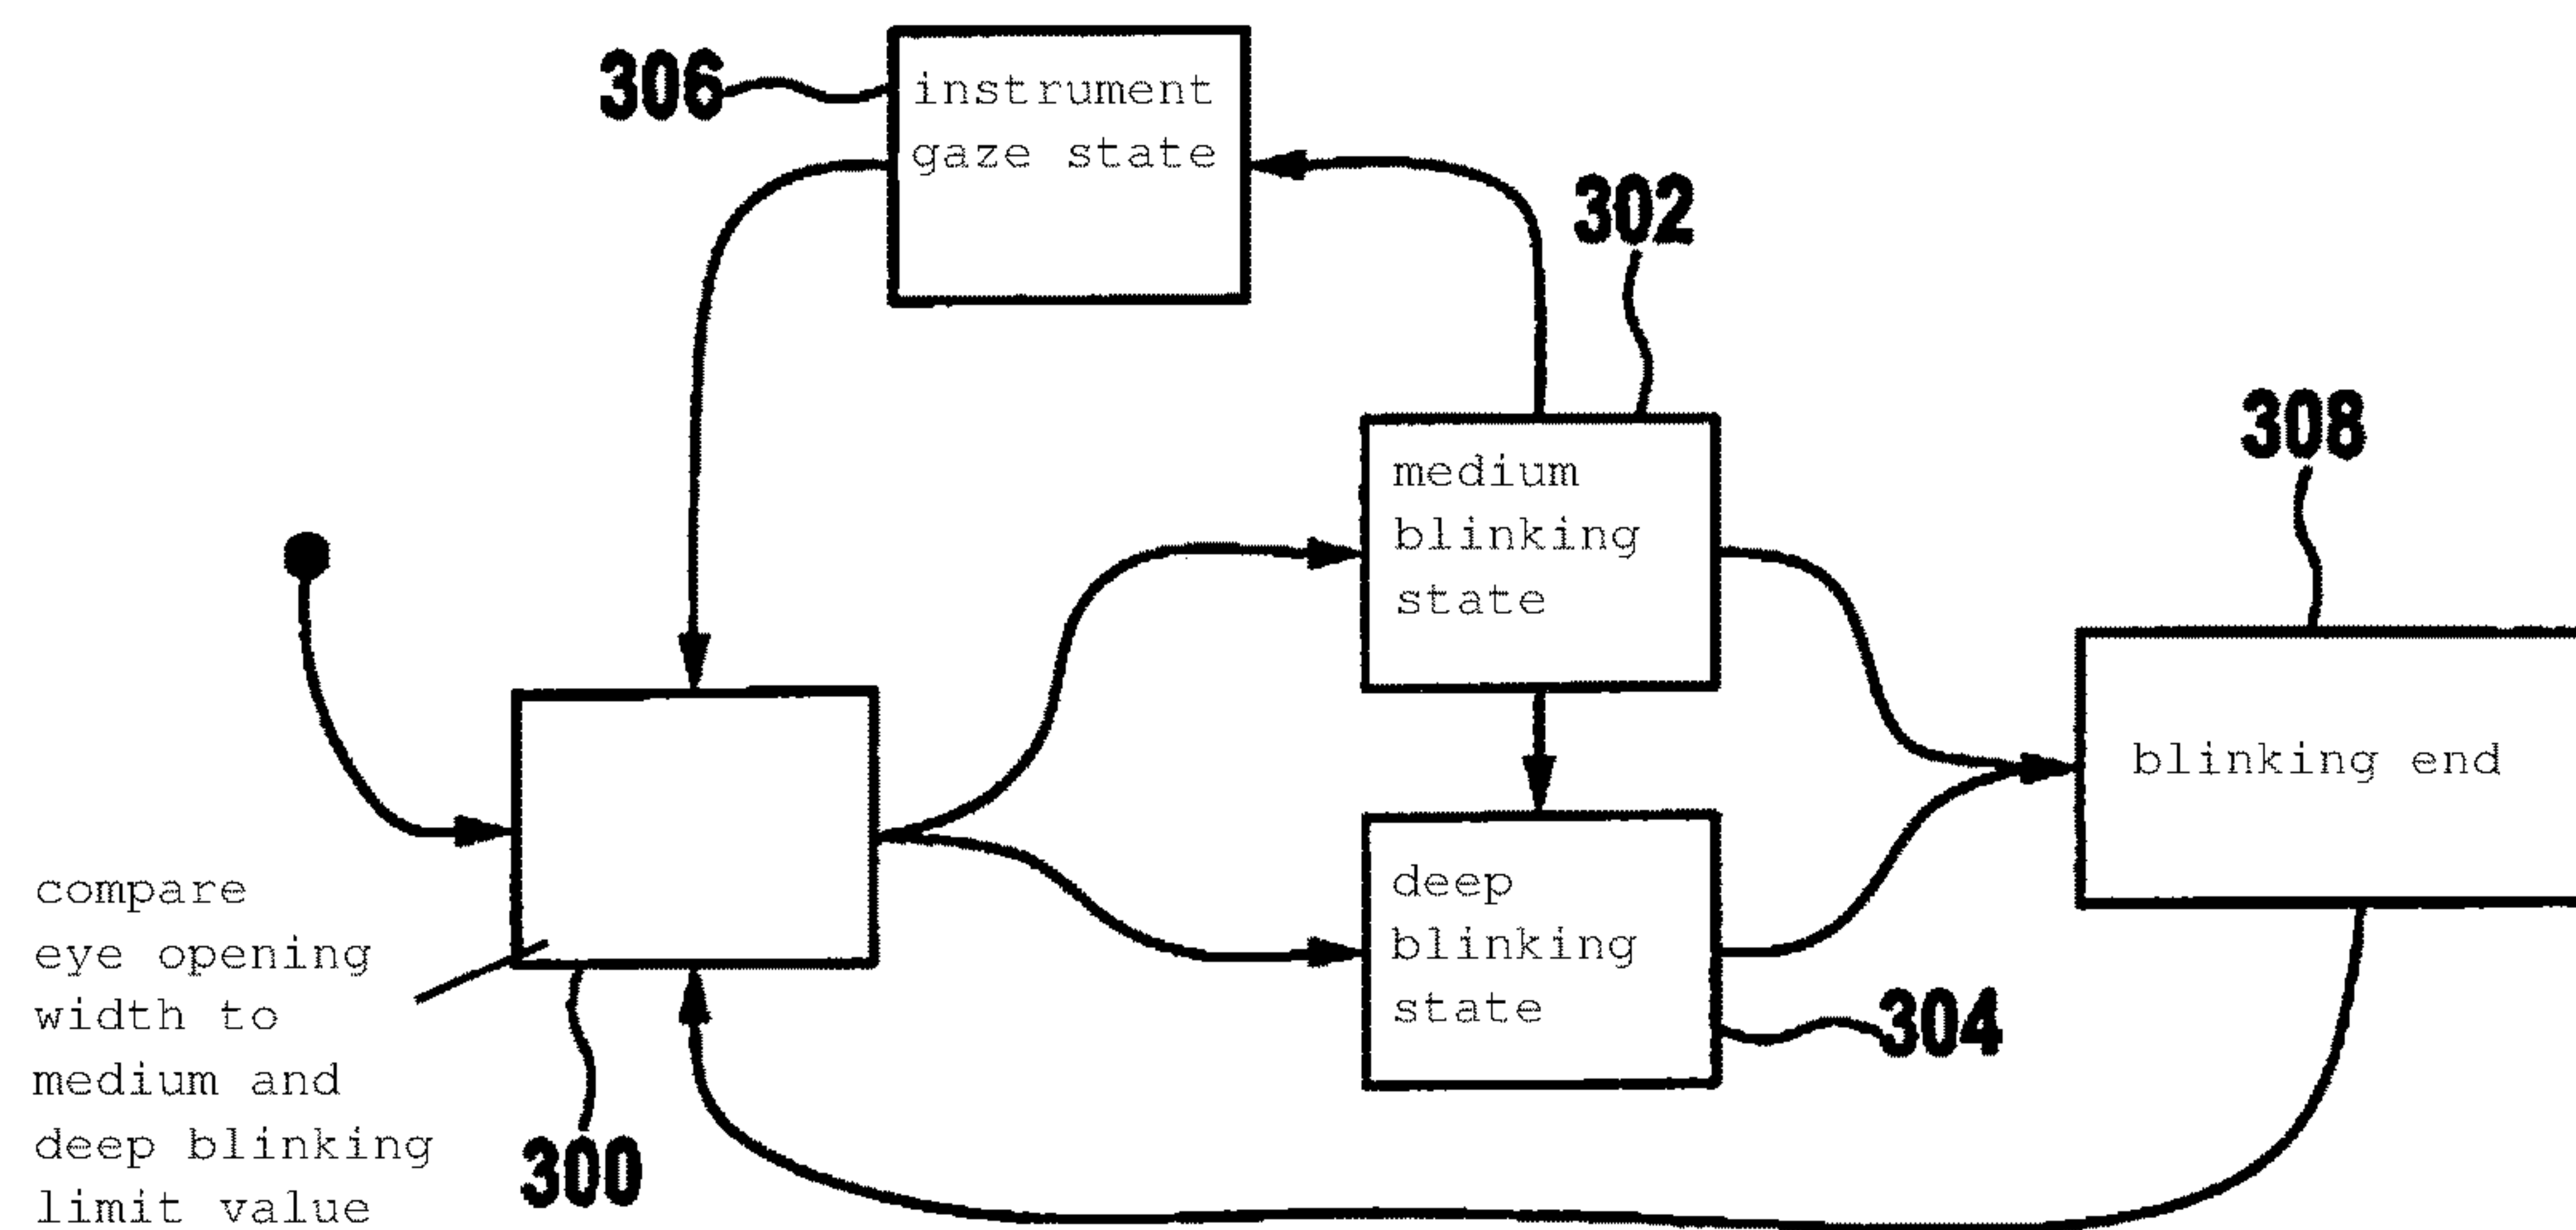 306
instrument
gaze state
302
medium
blinking
state
308
blinking end
deep
blinking
state
304
compare
eye opening
width to
medium and
deep blinking
limit value
300